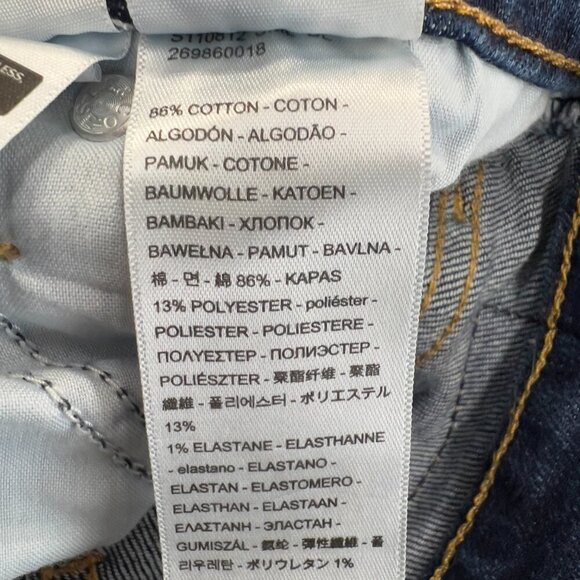 269860018
86% COTTON - COTON -
ALGODÓN - ALGODÃO -
PAMUK - COTONE -
BAUMWOLLE - KATOEN -
BAMBAKI - ХЛОПОК -
BAWEŁNA - PAMUT - BAVLNA -
棉 - 면 - 綿 86% - KAPAS
13% POLYESTER - poliéster -
POLIESTER - POLIESTERE -
ΠΟΛΥΕΣΤΕΡ - ПОЛИЭСТЕР -
POLIÉSZTER - 聚酯纤维 - 聚酯
纖維 - 폴리에스터 - ポリエステル
13%
1% ELASTANE - ELASTHANNE
- elastano - ELASTANO -
ELASTAN - ELASTOMERO -
ELASTHAN - ELASTAAN -
ΕΛΑΣΤΑΝΗ - ЭЛАСТАН -
GUMISZÁL - 氨纶 - 彈性纖維 - 폴
리우레탄 - ポリウレタン 1%